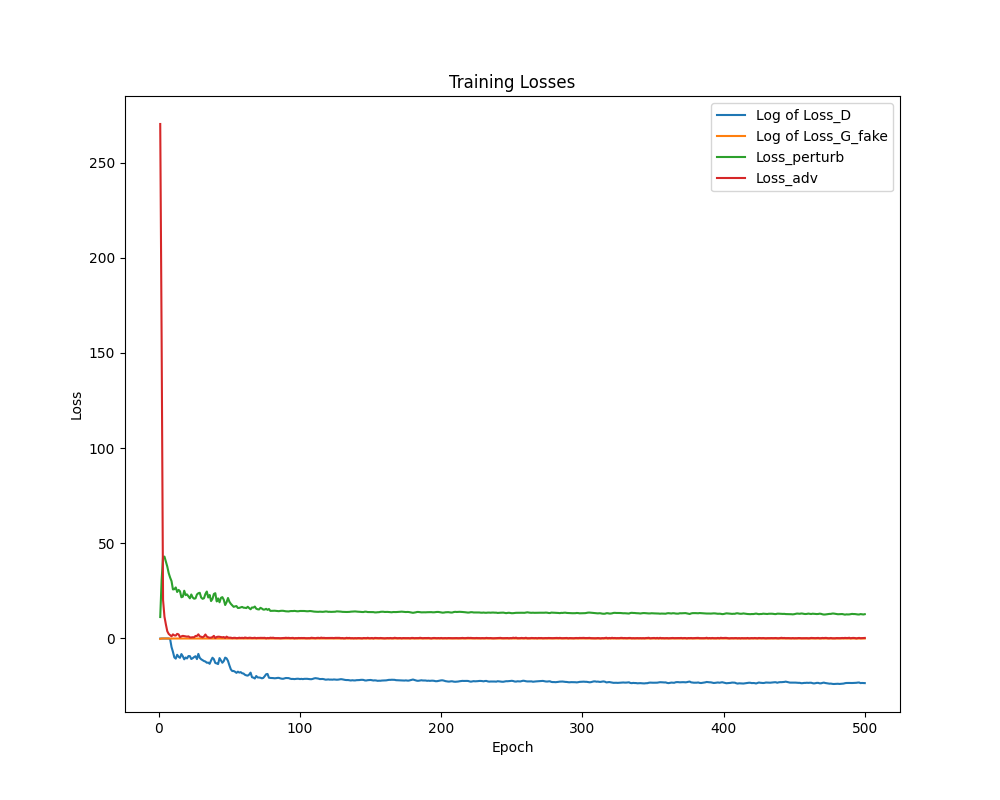 Training Losses
Log of Loss_D
Log of Loss_G_fake
Loss_perturb
Loss_adv
250
200
150
100
50
0
Loss
0 100 200 300 400 500
Epoch